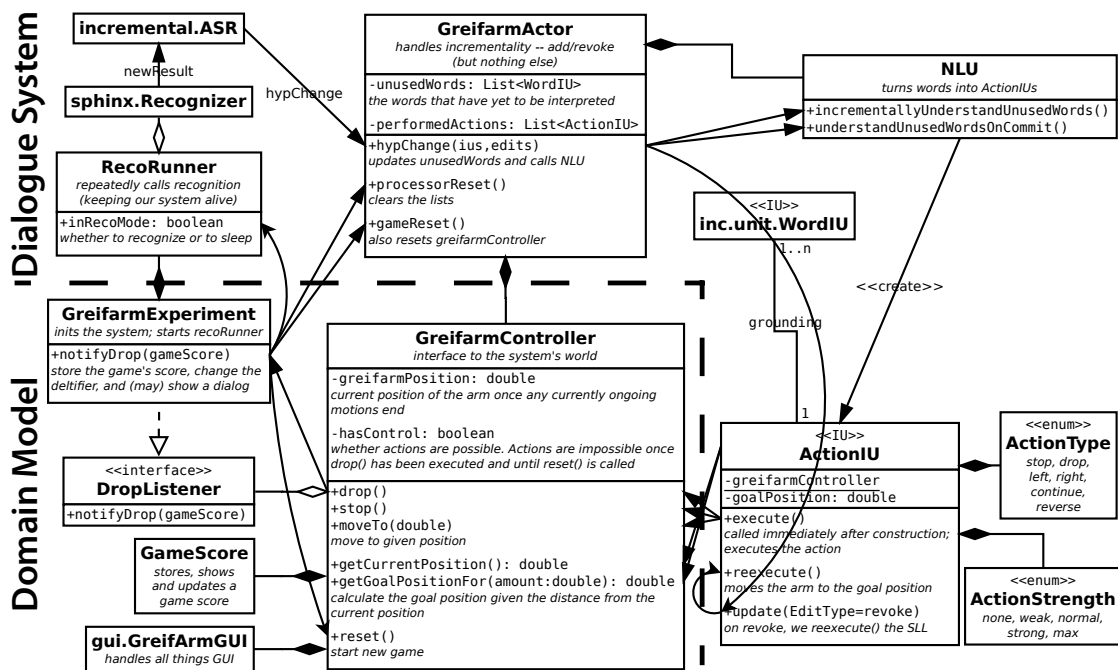 Dialogue System
Domain Model
incremental.ASR
newResult
hypChange
sphinx.Recognizer
RecoRunner
repeatedly calls recognition
(keeping our system alive)
+inRecoMode: boolean
whether to recognize or to sleep
GreifarmActor
handles incrementality -- add/revoke
(but nothing else)
-unusedWords: List<WordIU>
the words that have yet to be interpreted
-performedActions: List<ActionIU>
+hypChange(ius,edits)
updates unusedWords and calls NLU
+processorReset()
clears the lists
+gameReset()
also resets greifarmController
NLU
turns words into ActionIUs
+incrementallyUnderstandUnusedWords()
+understandUnusedWordsOnCommit()
<<IU>>
inc.unit.WordIU
1..n
grounding
1
<<create>>
GreifarmExperiment
inits the system; starts recoRunner
+notifyDrop(gameScore)
store the game's score, change the
deltifier, and (may) show a dialog
<<interface>>
DropListener
+notifyDrop(gameScore)
GameScore
stores, shows
and updates a
game score
gui.GreifArmGUI
handles all things GUI
GreifarmController
interface to the system's world
-greifarmPosition: double
current position of the arm once any currently ongoing
motions end
-hasControl: boolean
whether actions are possible. Actions are impossible once
drop() has been executed and until reset() is called
+drop()
+stop()
+moveTo(double)
move to given position
+getCurrentPosition(): double
+getGoalPositionFor(amount:double): double
calculate the goal position given the distance from the
current position
+reset()
start new game
<<IU>>
ActionIU
-greifarmController
-goalPosition: double
+execute()
called immediately after construction;
executes the action
+reexecute()
moves the arm to the goal position
+update(EditType=revoke)
on revoke, we reexecute() the SLL
<<enum>>
ActionType
stop, drop,
left, right,
continue,
reverse
<<enum>>
ActionStrength
none, weak, normal,
strong, max